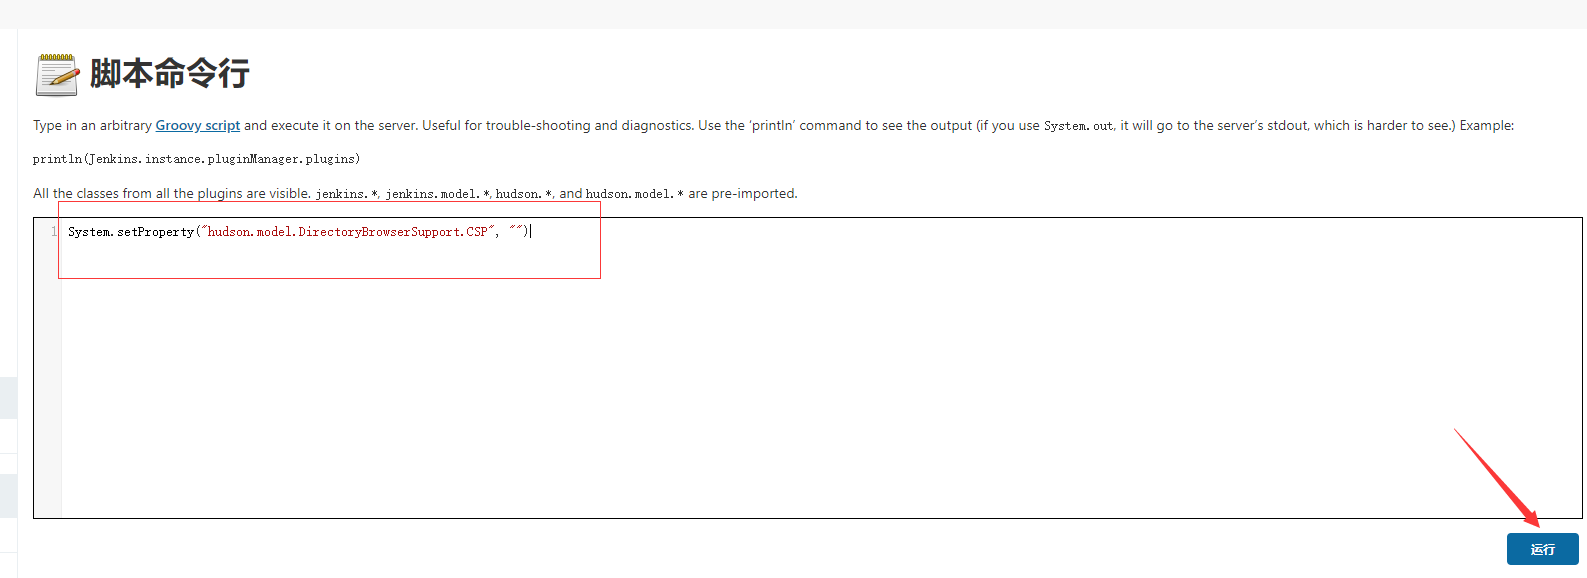 脚本命令行
Type in an arbitrary Groovy script and execute it on the server. Useful for trouble-shooting and diagnostics. Use the ‘println’ command to see the output (if you use System.out, it will go to the server’s stdout, which is harder to see.) Example:
println(Jenkins.instance.pluginManager.plugins)
All the classes from all the plugins are visible. jenkins.*, jenkins.model.*, hudson.*, and hudson.model.* are pre-imported.
1 System.setProperty("hudson.model.DirectoryBrowserSupport.CSP", "")
运行